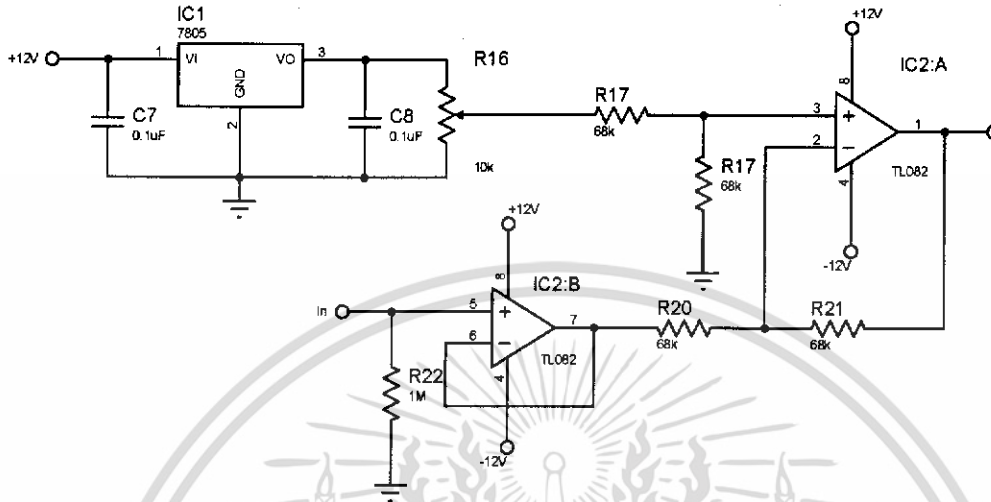 IC1
7805
+12V
1
VI
VO
3
GND
2
C7
0.1uF
C8
0.1uF
R16
10k
R17
68k
R17
68k
+12V
8
IC2:A
3
+
2
−
1
TL082
4
-12V
+12V
8
IC2:B
In
5
+
6
−
7
TL082
4
-12V
R22
1M
R20
68k
R21
68k